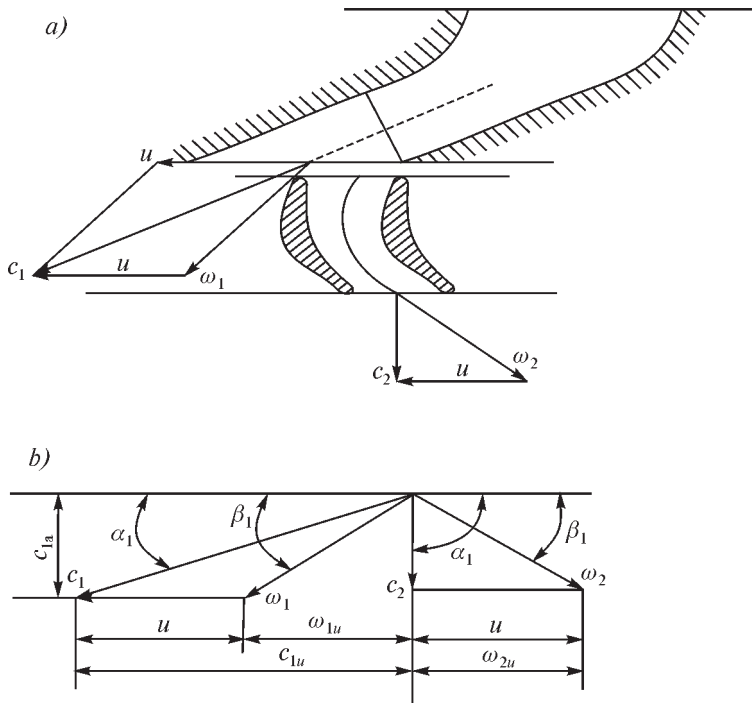 a)
u
c₁ u ω₁
c₂ u ω₂
b)
c₁ₐ α₁ β₁ α₁ β₁
c₁ ω₁ c₂ ω₂
u ω₁ᵤ u
c₁ᵤ ω₂ᵤ